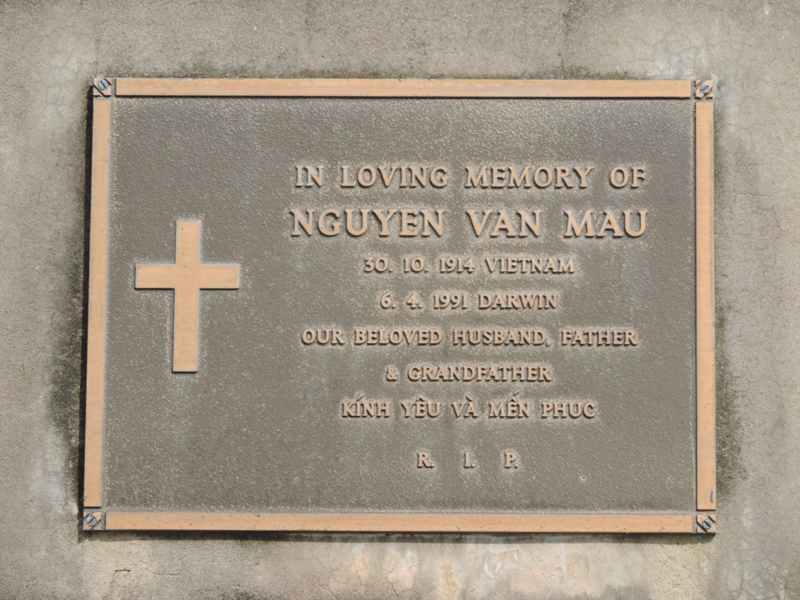 IN LOVING MEMORY OF
NGUYEN VAN MAU
30. 10. 1914 VIETNAM
6. 4. 1991 DARWIN
OUR BELOVED HUSBAND, FATHER
& GRANDFATHER
KÍNH YÊU VÀ MẾN PHUC
R. I. P.